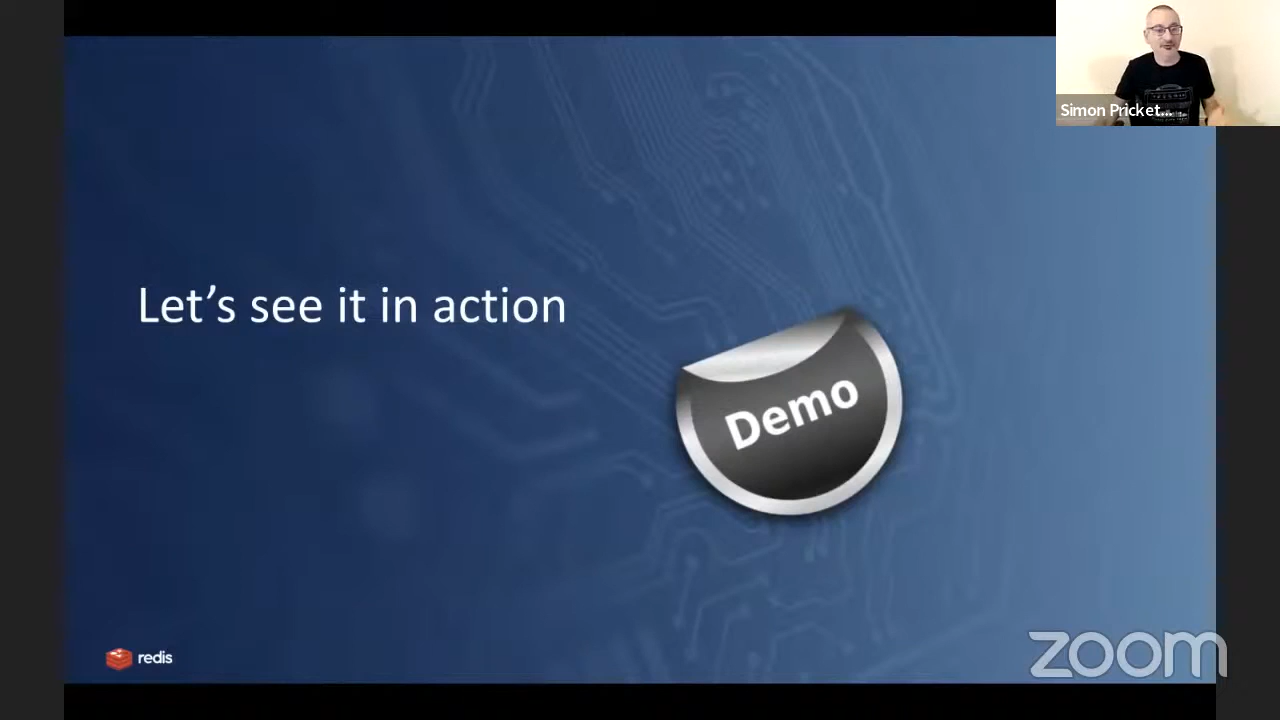 Simon Pricket...
Let's see it in action
Demo
redis
zoom